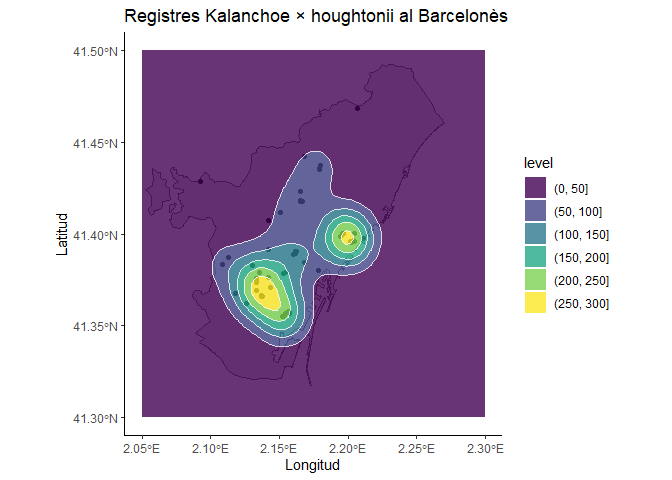 Registres Kalanchoe × houghtonii al Barcelonès
41.50°N
41.45°N
41.40°N
41.35°N
41.30°N
Latitud
2.05°E 2.10°E 2.15°E 2.20°E 2.25°E 2.30°E
Longitud
level
(0, 50]
(50, 100]
(100, 150]
(150, 200]
(200, 250]
(250, 300]